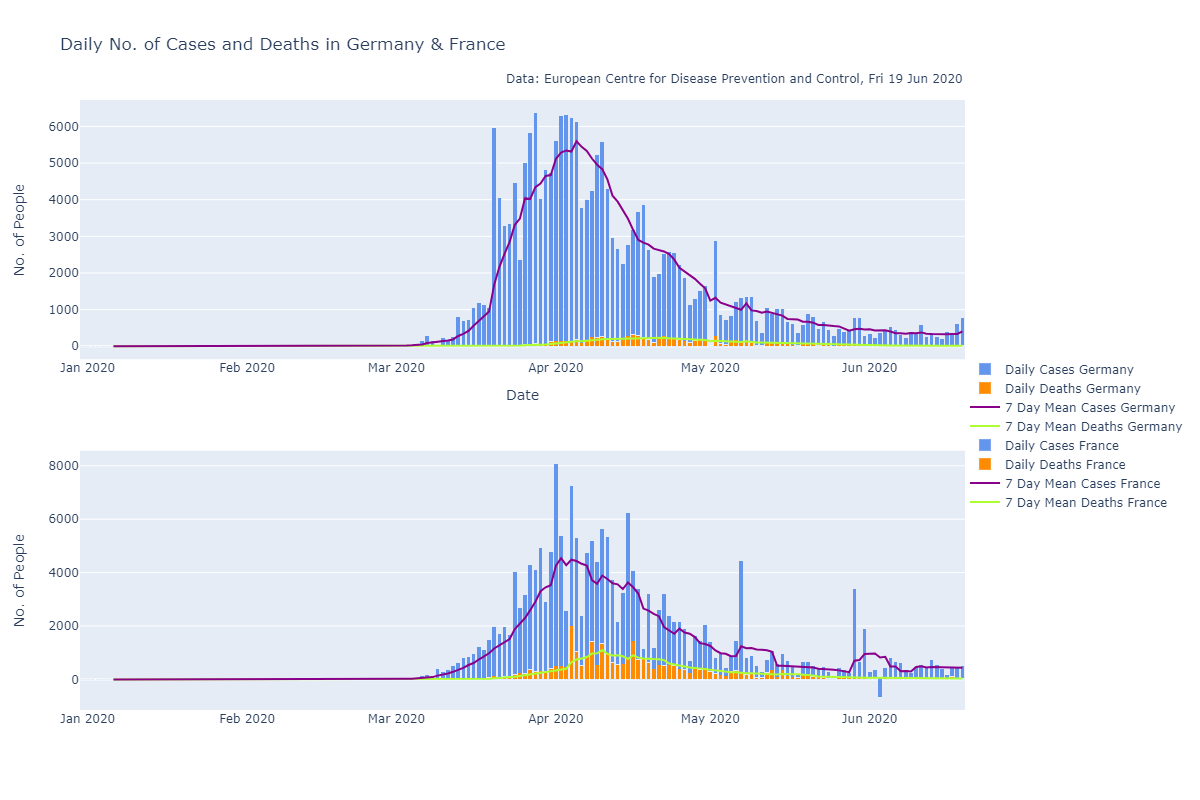 Daily No. of Cases and Deaths in Germany & France
Data: European Centre for Disease Prevention and Control, Fri 19 Jun 2020
No. of People
6000
5000
4000
3000
2000
1000
0
Jan 2020 Feb 2020 Mar 2020 Apr 2020 May 2020 Jun 2020
Date
Daily Cases Germany
Daily Deaths Germany
7 Day Mean Cases Germany
7 Day Mean Deaths Germany
Daily Cases France
Daily Deaths France
7 Day Mean Cases France
7 Day Mean Deaths France
No. of People
8000
6000
4000
2000
0
Jan 2020 Feb 2020 Mar 2020 Apr 2020 May 2020 Jun 2020